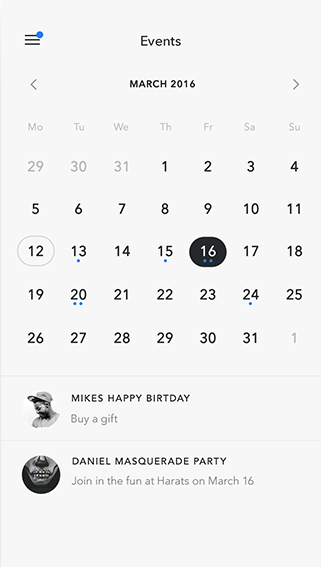 Events
MARCH 2016
Mo Tu We Th Fr Sa Su
29 30 31 1 2 3 4
5 6 7 8 9 10 11
12 13 14 15 16 17 18
19 20 21 22 23 24 25
26 27 28 29 30 31 1
MIKES HAPPY BIRTDAY
Buy a gift
DANIEL MASQUERADE PARTY
Join in the fun at Harats on March 16